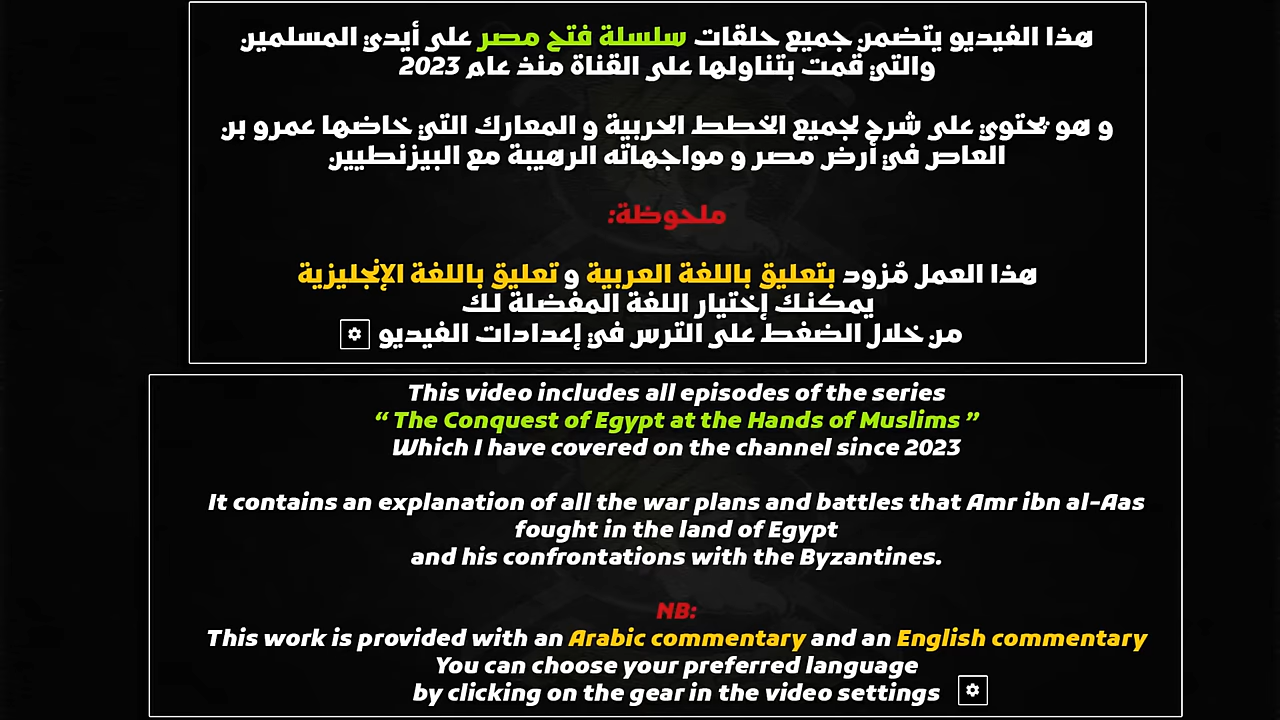 هذا الفيديو يتضمن جميع حلقات سلسلة فتح مصر على أيدي المسلمين
والتي قمت بتناولها على القناة منذ عام 2023
و هو يحتوي على شرح لجميع الخطط الحربية و المعارك التي خاضها عمرو بن
العاص في أرض مصر و مواجهاته الرهيبة مع البيزنطيين
ملحوظة:
هذا العمل مُزود بتعليق باللغة العربية و تعليق باللغة الإنجليزية
يمكنك إختيار اللغة المفضلة لك
من خلال الضغط على الترس في إعدادات الفيديو
This video includes all episodes of the series
“ The Conquest of Egypt at the Hands of Muslims ”
Which I have covered on the channel since 2023
It contains an explanation of all the war plans and battles that Amr ibn al-Aas
fought in the land of Egypt
and his confrontations with the Byzantines.
NB:
This work is provided with an Arabic commentary and an English commentary
You can choose your preferred language
by clicking on the gear in the video settings